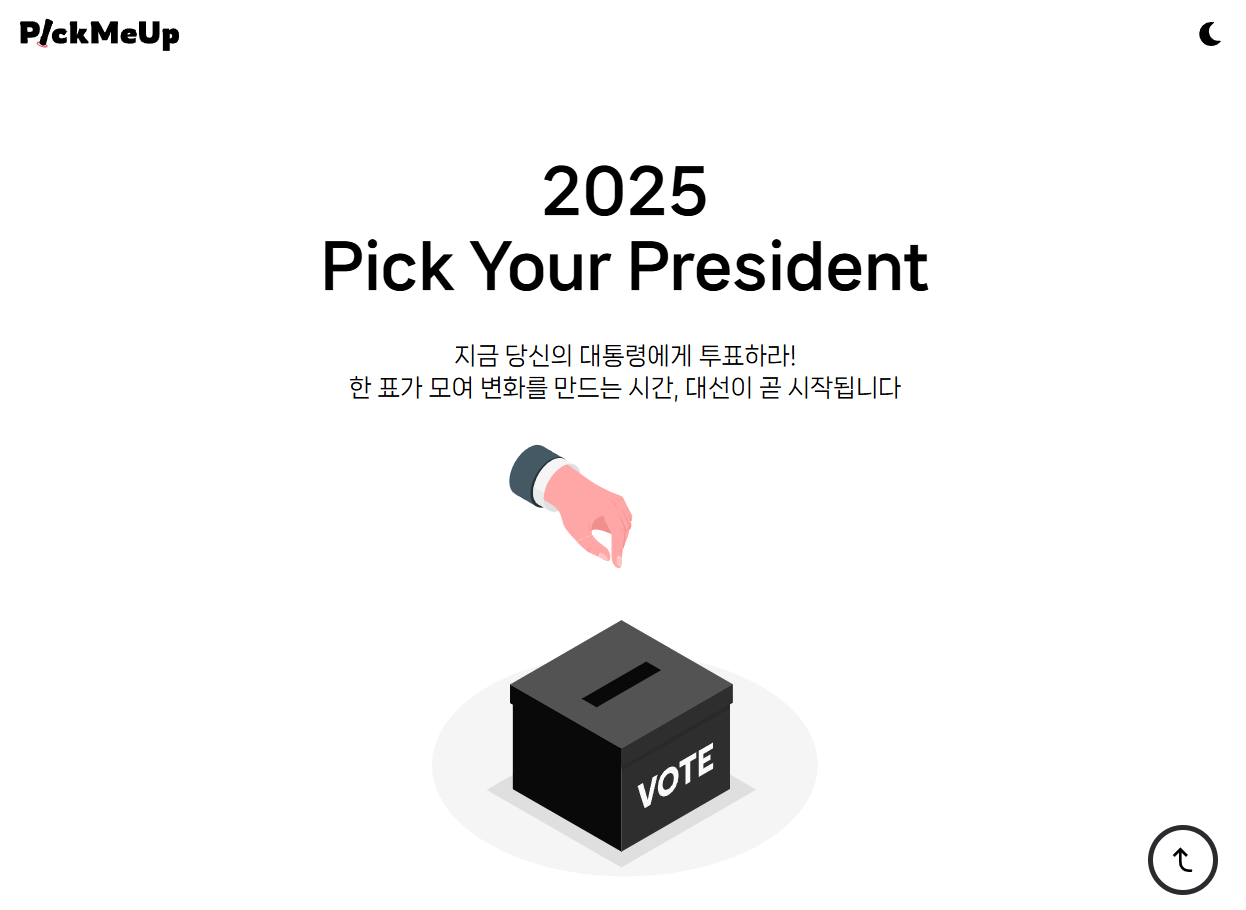 PickMeUp
2025
Pick Your President
지금 당신의 대통령에게 투표하라!
한 표가 모여 변화를 만드는 시간, 대선이 곧 시작됩니다
VOTE